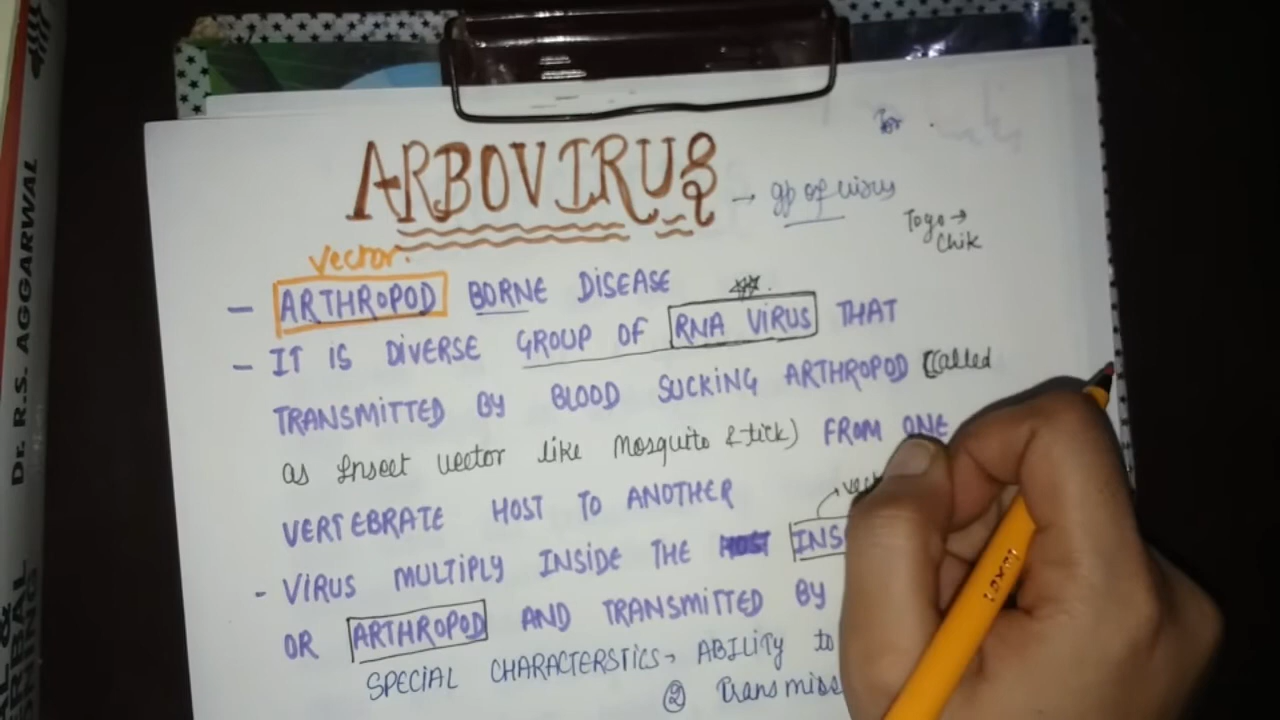 ARBOVIRUS → gp of virus
Togo →
Chik
vector.
– ARTHROPOD BORNE DISEASE
– IT IS DIVERSE GROUP OF RNA VIRUS THAT
TRANSMITTED BY BLOOD SUCKING ARTHROPOD (Called
as Insect vector like Mosquito & tick) FROM ONE
VERTEBRATE HOST TO ANOTHER
vect
- VIRUS MULTIPLY INSIDE THE INS
OR ARTHROPOD AND TRANSMITTED BY
SPECIAL CHARACTERSTICS → ABILITY to
② Transmiss
DR. R.S. AGGARWAL
LOXOL